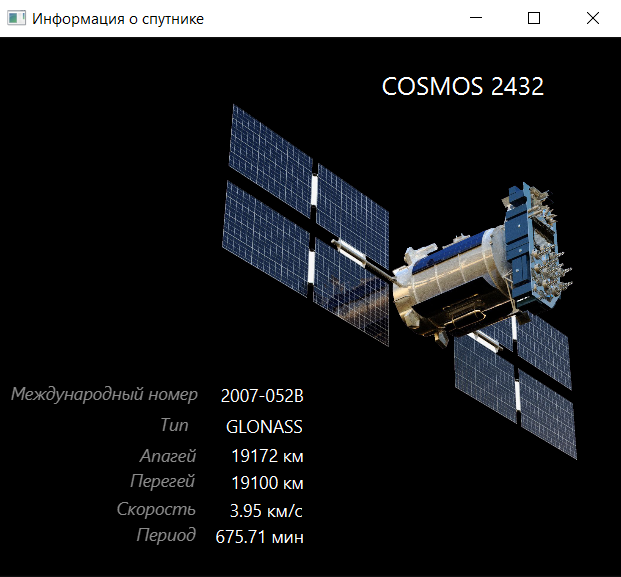 Информация о спутнике
COSMOS 2432
Международный номер 2007-052B
Тип GLONASS
Апагей 19172 км
Перегей 19100 км
Скорость 3.95 км/с
Период 675.71 мин